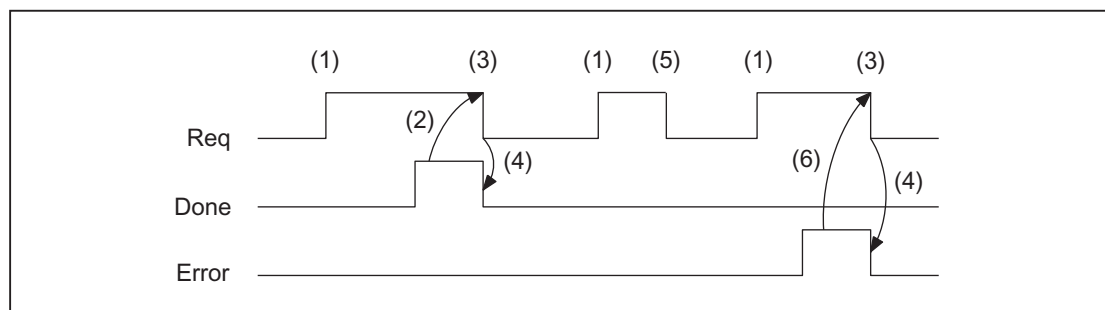 (1) (3) (1) (5) (1) (3)
(2)
Req
(4) (6) (4)
Done
Error